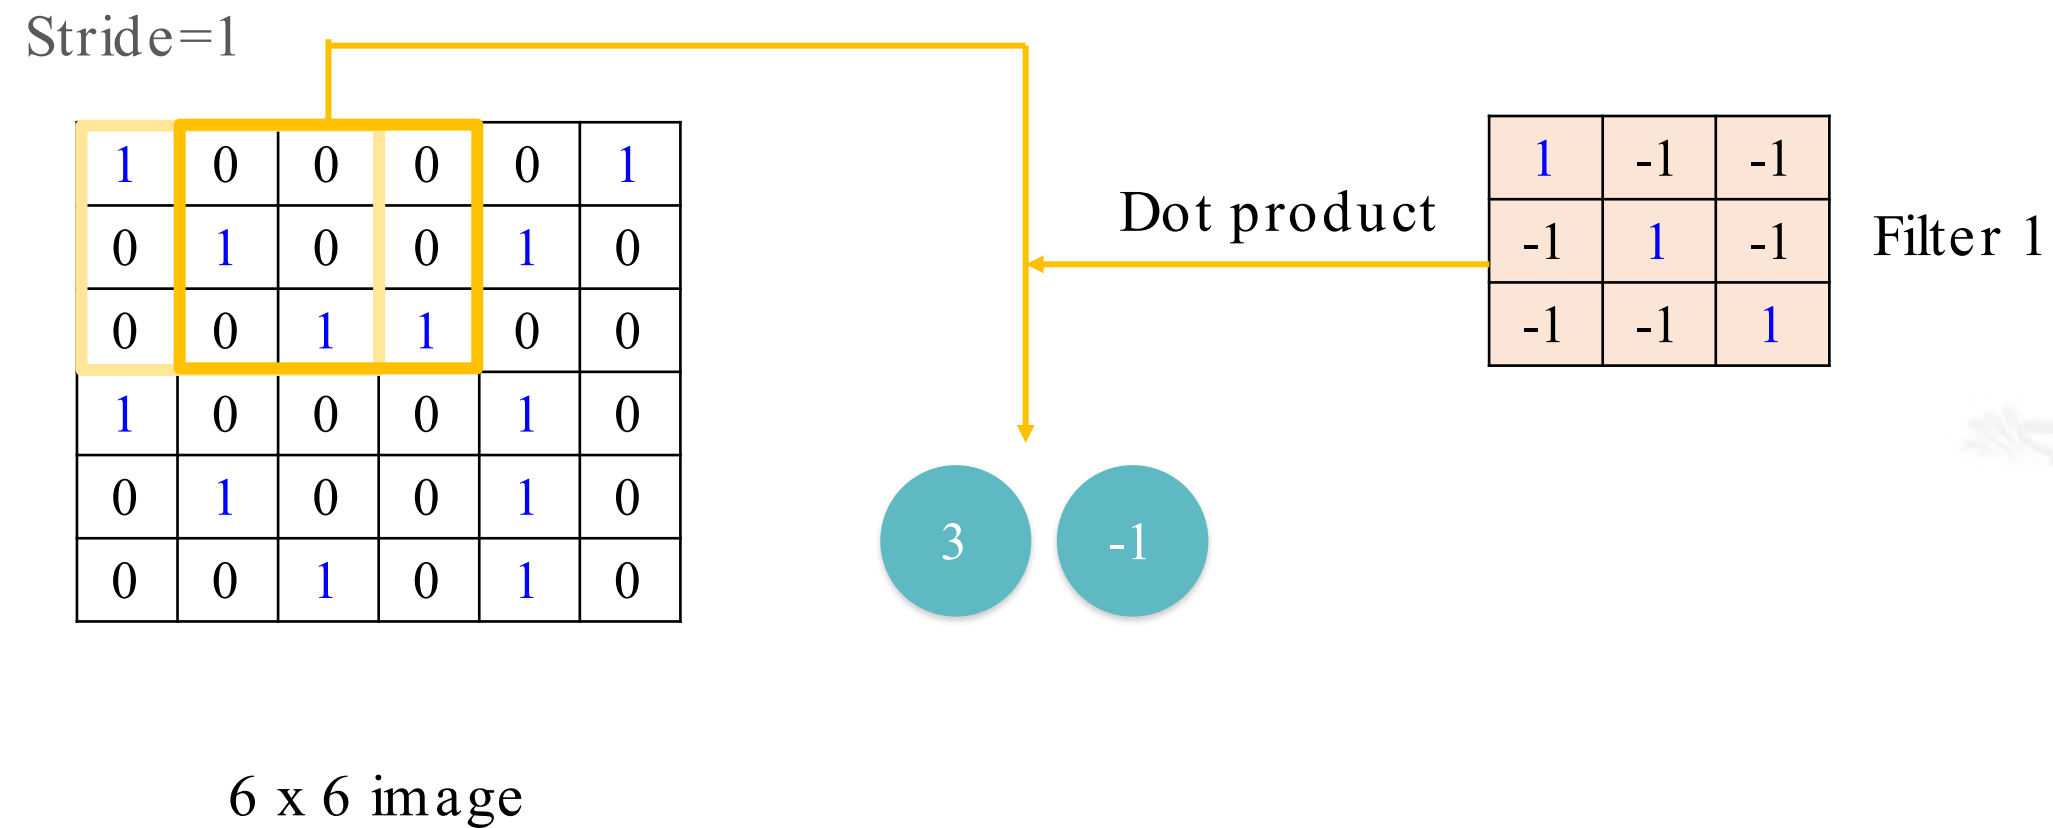 Stride=1
1 0 0 0 0 1
0 1 0 0 1 0
0 0 1 1 0 0
1 0 0 0 1 0
0 1 0 0 1 0
0 0 1 0 1 0
6 x 6 image
Dot product
3 -1
1 -1 -1
-1 1 -1
-1 -1 1
Filter 1